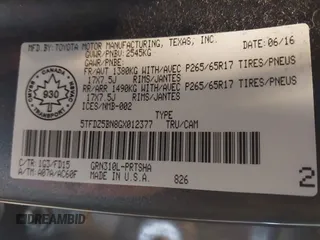 MFD.BY:TOYOTA MOTOR MANUFACTURING, TEXAS, INC.
GVWR/PBNV: 2545KG DATE: 06/16
GAWR/PNBE:
FR/AVT 1380KG WITH/AVEC P265/65R17 TIRES/PNEUS
17X7.5J RIMS/JANTES
RR/ARR 1490KG WITH/AVEC P265/65R17 TIRES/PNEUS
17X7.5J RIMS/JANTES
ICES/NMB-002
TYPE
5TFDZ5BN8GX012377 TRU/CAM
CANADA
930
C/TR:1G3/FD15 GRN310L-PRTSHA
A/TM:A07A/AC60F MADE IN U.S.A. 826
2
DREAMBID